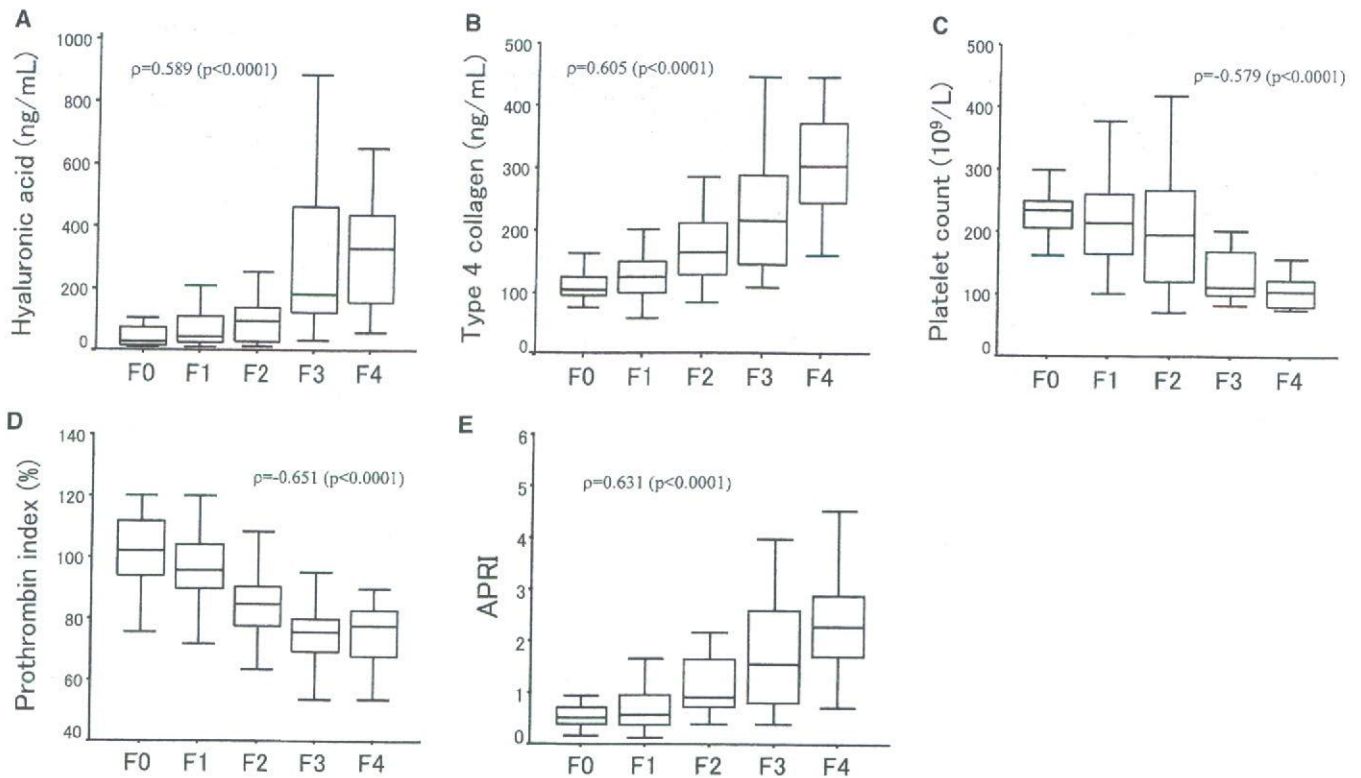 A
Hyaluronic acid (ng/mL)
1000
800
600
400
200
0
ρ=0.589 (p<0.0001)
F0 F1 F2 F3 F4
B
Type 4 collagen (ng/mL)
500
400
300
200
100
0
ρ=0.605 (p<0.0001)
F0 F1 F2 F3 F4
C
Platelet count (10⁹/L)
500
400
300
200
100
0
ρ=-0.579 (p<0.0001)
F0 F1 F2 F3 F4
D
Prothrombin index (%)
140
120
100
80
60
40
ρ=-0.651 (p<0.0001)
F0 F1 F2 F3 F4
E
APRI
6
5
4
3
2
1
0
ρ=0.631 (p<0.0001)
F0 F1 F2 F3 F4